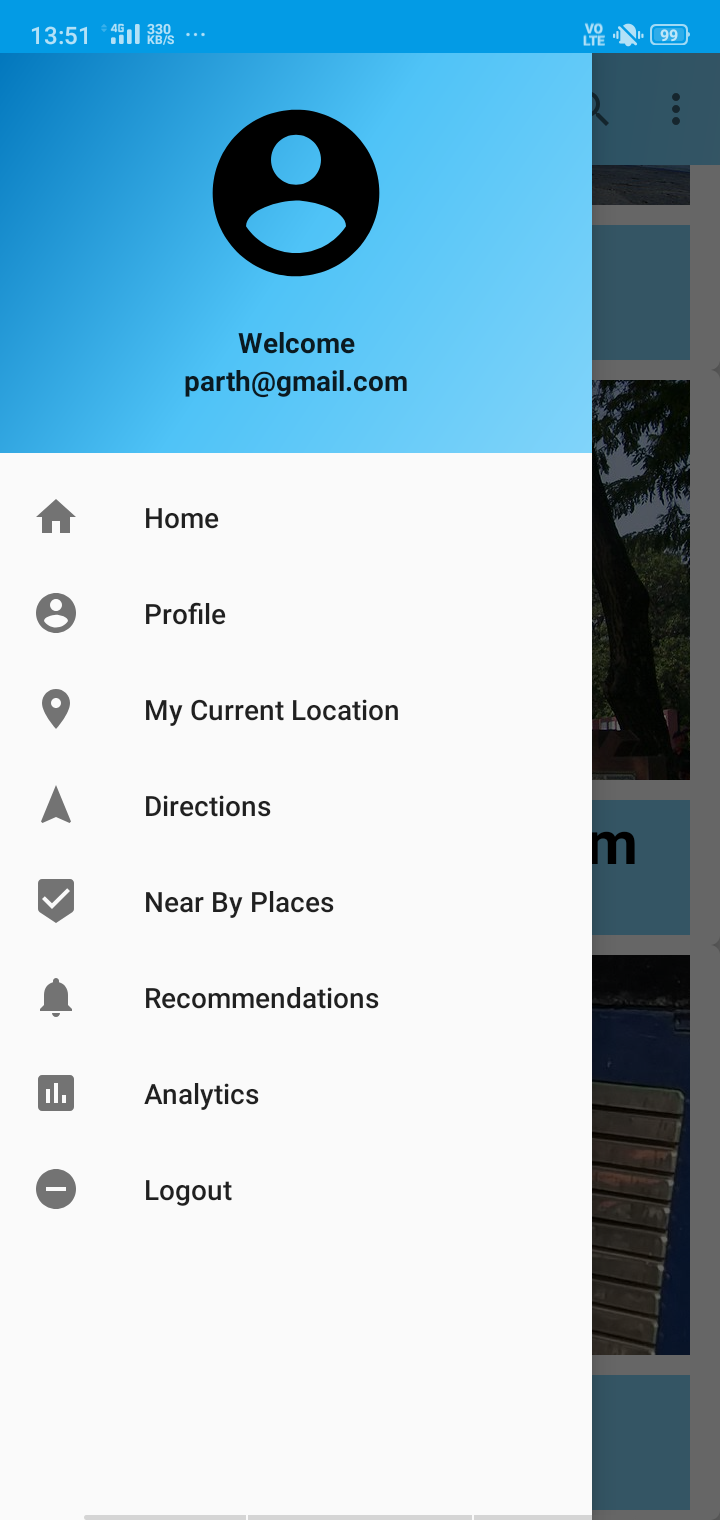 13:51 4G 330 KB/S ... VO LTE 99
Welcome
parth@gmail.com
Home
Profile
My Current Location
Directions
Near By Places
m
Recommendations
Analytics
Logout